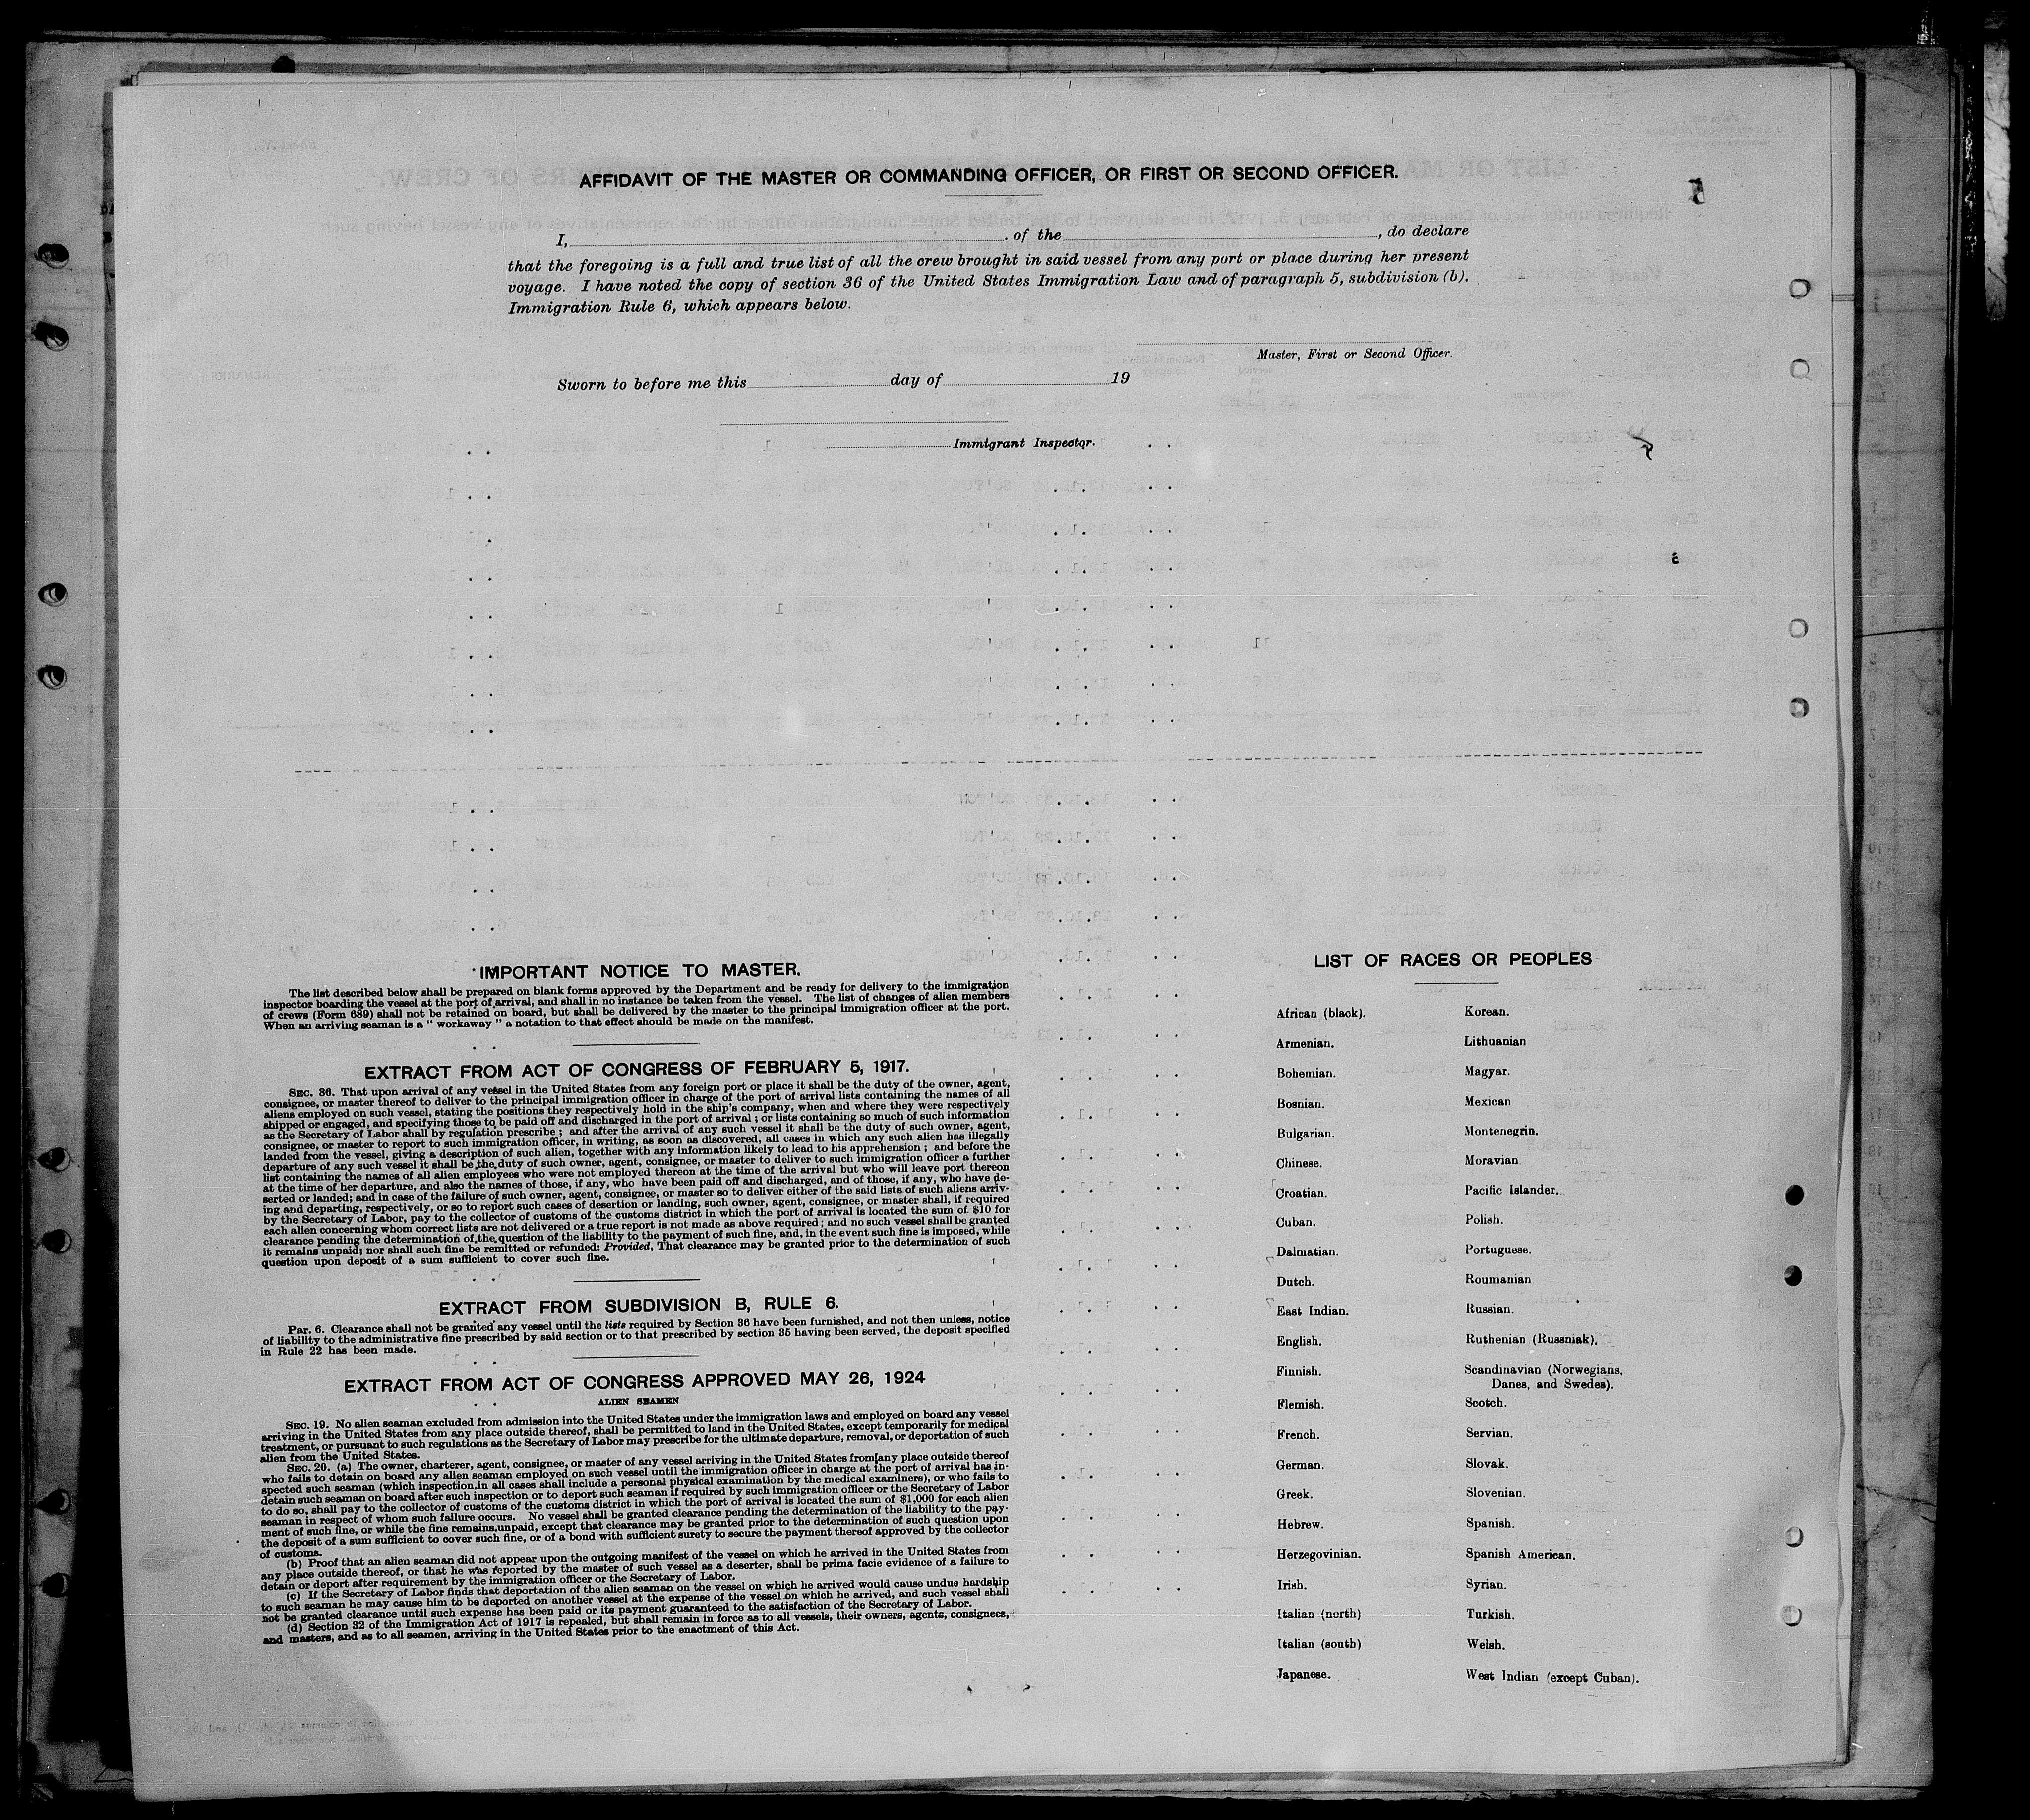 AFFIDAVIT OF THE MASTER OR COMMANDING OFFICER, OR FIRST OR SECOND OFFICER.
I, of the , do declare
that the foregoing is a full and true list of all the crew brought in said vessel from any port or place during her present
voyage. I have noted the copy of section 36 of the United States Immigration Law and of paragraph 5, subdivision (b).
Immigration Rule 6, which appears below.
Master, First or Second Officer.
Sworn to before me this day of 19
Immigrant Inspector.
IMPORTANT NOTICE TO MASTER.
The list described below shall be prepared on blank forms approved by the Department and be ready for delivery to the immigration
inspector boarding the vessel at the port of arrival, and shall in no instance be taken from the vessel. The list of changes of alien members
of crews (Form 689) shall not be retained on board, but shall be delivered by the master to the principal immigration officer at the port.
When an arriving seaman is a " workaway " a notation to that effect should be made on the manifest.
EXTRACT FROM ACT OF CONGRESS OF FEBRUARY 5, 1917.
SEC. 36. That upon arrival of any vessel in the United States from any foreign port or place it shall be the duty of the owner, agent,
consignee, or master thereof to deliver to the principal immigration officer in charge of the port of arrival lists containing the names of all
aliens employed on such vessel, stating the positions they respectively hold in the ship's company, when and where they were respectively
shipped or engaged, and specifying those to be paid off and discharged in the port of arrival ; or lists containing so much of such information
as the Secretary of Labor shall by regulation prescribe ; and after the arrival of any such vessel it shall be the duty of such owner, agent,
consignee, or master to report to such immigration officer, in writing, as soon as discovered, all cases in which any such alien has illegally
landed from the vessel, giving a description of such alien, together with any information likely to lead to his apprehension ; and before the
departure of any such vessel it shall be the duty of such owner, agent, consignee, or master to deliver to such immigration officer a further
list containing the names of all alien employees who were not employed thereon at the time of the arrival but who will leave port thereon
at the time of her departure, and also the names of those, if any, who have been paid off and discharged, and of those, if any, who have de-
serted or landed; and in case of the failure of such owner, agent, consignee, or master so to deliver either of the said lists of such aliens arriv-
ing and departing, respectively, or so to report such cases of desertion or landing, such owner, agent, consignee, or master shall, if required
by the Secretary of Labor, pay to the collector of customs of the customs district in which the port of arrival is located the sum of $10 for
each alien concerning whom correct lists are not delivered or a true report is not made as above required ; and no such vessel shall be granted
clearance pending the determination of the question of the liability to the payment of such fine, and, in the event such fine is imposed, while
it remains unpaid; nor shall such fine be remitted or refunded: Provided, That clearance may be granted prior to the determination of such
question upon deposit of a sum sufficient to cover such fine.
EXTRACT FROM SUBDIVISION B, RULE 6.
Par. 6. Clearance shall not be granted any vessel until the lists required by Section 36 have been furnished, and not then unless, notice
of liability to the administrative fine prescribed by said section or to that prescribed by section 35 having been served, the deposit specified
in Rule 22 has been made.
EXTRACT FROM ACT OF CONGRESS APPROVED MAY 26, 1924
ALIEN SEAMEN
SEC. 19. No alien seaman excluded from admission into the United States under the immigration laws and employed on board any vessel
arriving in the United States from any place outside thereof, shall be permitted to land in the United States, except temporarily for medical
treatment, or pursuant to such regulations as the Secretary of Labor may prescribe for the ultimate departure, removal, or deportation of such
alien from the United States.
SEC. 20. (a) The owner, charterer, agent, consignee, or master of any vessel arriving in the United States from any place outside thereof
who fails to detain on board any alien seaman employed on such vessel until the immigration officer in charge at the port of arrival has in-
spected such seaman (which inspection in all cases shall include a personal physical examination by the medical examiners), or who fails to
detain such seaman on board after such inspection or to deport such seaman if required by such immigration officer or the Secretary of Labor
to do so, shall pay to the collector of customs of the customs district in which the port of arrival is located the sum of $1,000 for each alien
seaman in respect of whom such failure occurs. No vessel shall be granted clearance pending the determination of the liability to the pay-
ment of such fine, or while the fine remains unpaid, except that clearance may be granted prior to the determination of such question upon
the deposit of a sum sufficient to cover such fine, or of a bond with sufficient surety to secure the payment thereof approved by the collector
of customs.
(b) Proof that an alien seaman did not appear upon the outgoing manifest of the vessel on which he arrived in the United States from
any place outside thereof, or that he was reported by the master of such vessel as a deserter, shall be prima facie evidence of a failure to
detain or deport after requirement by the immigration officer or the Secretary of Labor.
(c) If the Secretary of Labor finds that deportation of the alien seaman on the vessel on which he arrived would cause undue hardship
to such seaman he may cause him to be deported on another vessel at the expense of the vessel on which he arrived, and such vessel shall
not be granted clearance until such expense has been paid or its payment guaranteed to the satisfaction of the Secretary of Labor.
(d) Section 32 of the Immigration Act of 1917 is repealed, but shall remain in force as to all vessels, their owners, agents, consignees,
and masters, and as to all seamen, arriving in the United States prior to the enactment of this Act.
LIST OF RACES OR PEOPLES
African (black).
Armenian.
Bohemian.
Bosnian.
Bulgarian.
Chinese.
Croatian.
Cuban.
Dalmatian.
Dutch.
East Indian.
English.
Finnish.
Flemish.
French.
German.
Greek.
Hebrew.
Herzegovinian.
Irish.
Italian (north)
Italian (south)
Japanese.
Korean.
Lithuanian
Magyar.
Mexican
Montenegrin.
Moravian
Pacific Islander.
Polish.
Portuguese.
Roumanian
Russian.
Ruthenian (Russniak).
Scandinavian (Norwegians,
Danes, and Swedes).
Scotch.
Servian.
Slovak.
Slovenian.
Spanish.
Spanish American.
Syrian.
Turkish.
Welsh.
West Indian (except Cuban).